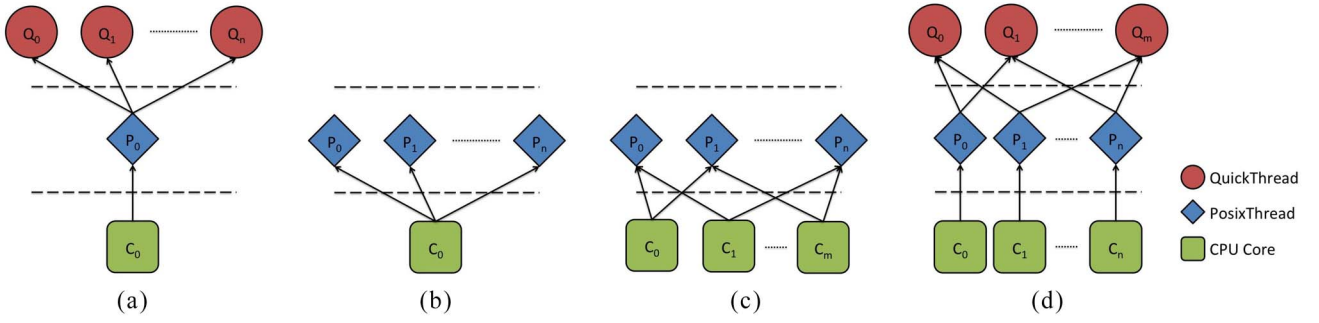 Q0 Q1 Qn
P0
C0
(a)
P0 P1 Pn
C0
(b)
P0 P1 Pn
C0 C1 Cm
(c)
Q0 Q1 Qm
P0 P1 Pn
C0 C1 Cn
(d)
QuickThread
PosixThread
CPU Core